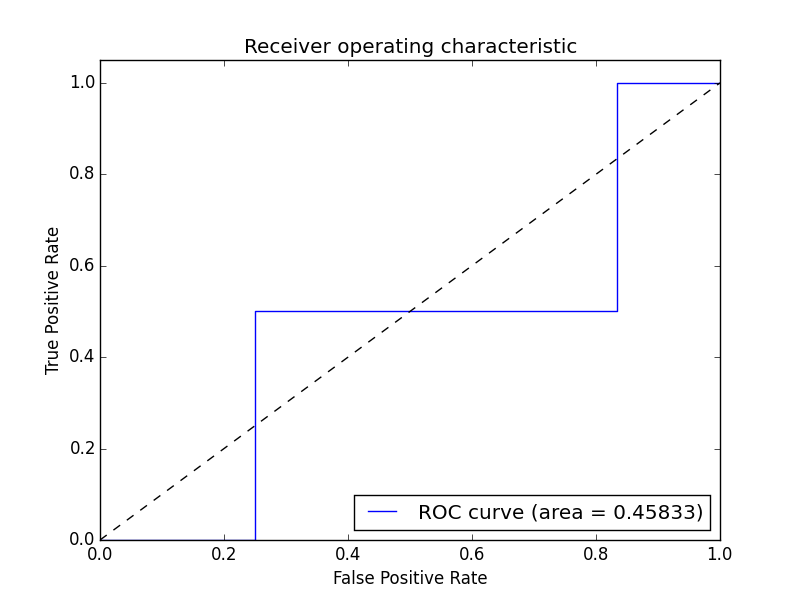 Receiver operating characteristic
1.0
0.8
0.6
0.4
0.2
0.0
True Positive Rate
ROC curve (area = 0.45833)
0.0 0.2 0.4 0.6 0.8 1.0
False Positive Rate